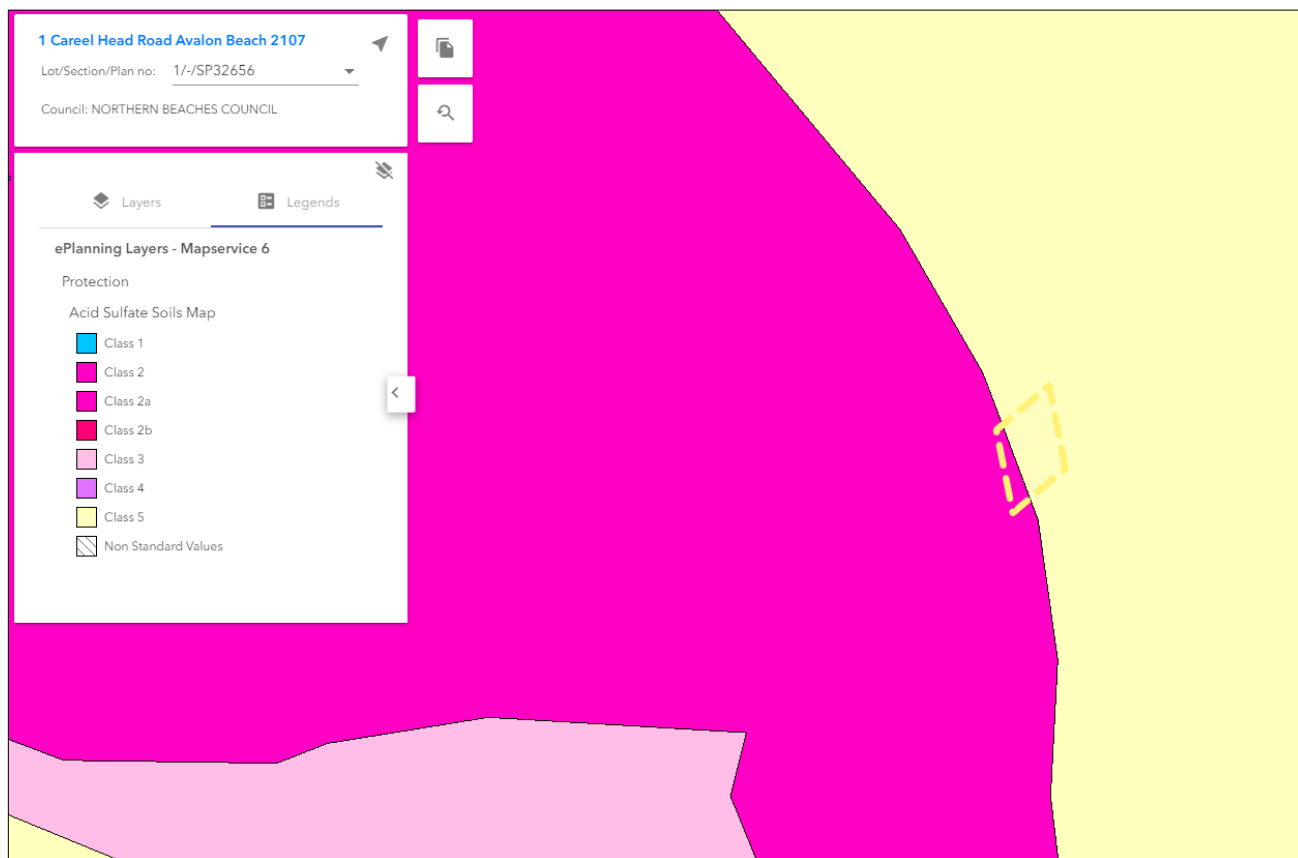 1 Careel Head Road Avalon Beach 2107
Lot/Section/Plan no: 1/-/SP32656
Council: NORTHERN BEACHES COUNCIL
Layers Legends
ePlanning Layers - Mapservice 6
Protection
Acid Sulfate Soils Map
Class 1
Class 2
Class 2a
Class 2b
Class 3
Class 4
Class 5
Non Standard Values